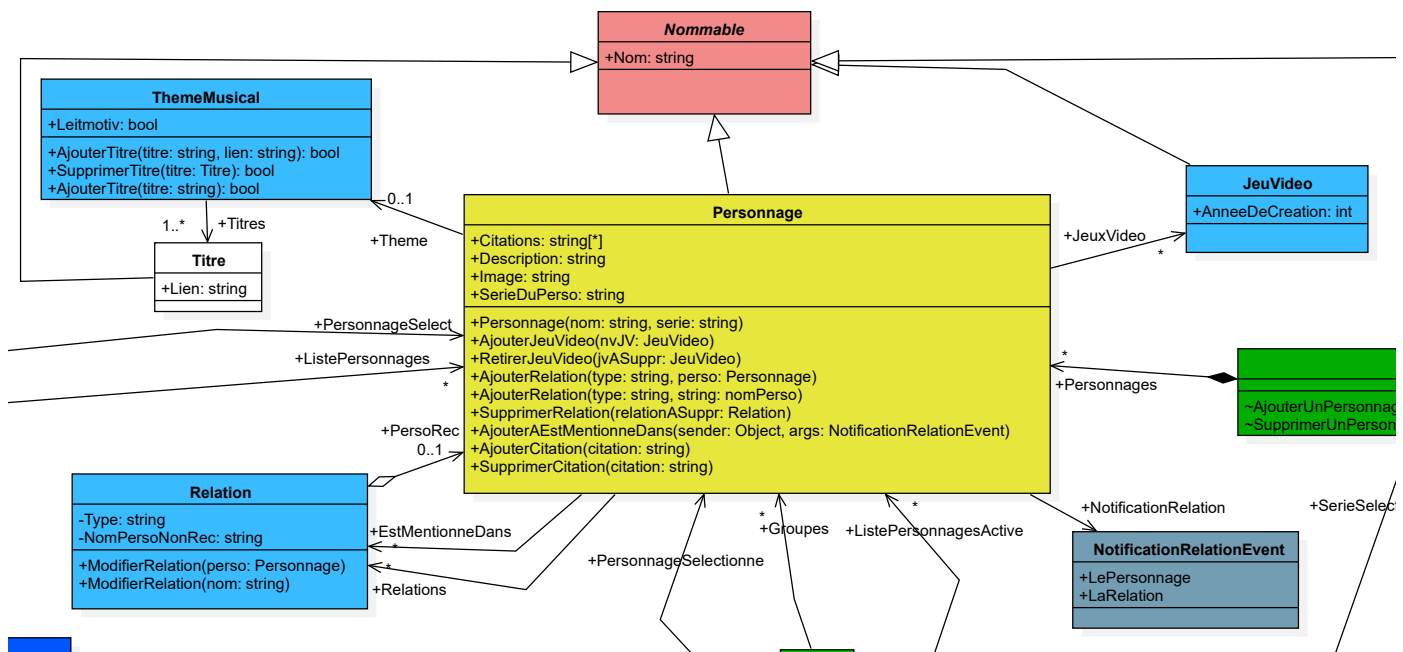 Nommable
+Nom: string
ThemeMusical
+Leitmotiv: bool
+AjouterTitre(titre: string, lien: string): bool
+SupprimerTitre(titre: Titre): bool
+AjouterTitre(titre: string): bool
0..1
+Theme
1..*
+Titres
Titre
+Lien: string
JeuVideo
+AnneeDeCreation: int
+JeuxVideo
*
Personnage
+Citations: string[*]
+Description: string
+Image: string
+SerieDuPerso: string
+Personnage(nom: string, serie: string)
+AjouterJeuVideo(nvJV: JeuVideo)
+RetirerJeuVideo(jvASuppr: JeuVideo)
+AjouterRelation(type: string, perso: Personnage)
+AjouterRelation(type: string, string: nomPerso)
+SupprimerRelation(relationASuppr: Relation)
+AjouterAEstMentionneDans(sender: Object, args: NotificationRelationEvent)
+AjouterCitation(citation: string)
+SupprimerCitation(citation: string)
+PersonnageSelect
+ListePersonnages
*
*
+Personnages
~AjouterUnPersonnag
~SupprimerUnPerson
+PersoRec
0..1
Relation
-Type: string
-NomPersoNonRec: string
+ModifierRelation(perso: Personnage)
+ModifierRelation(nom: string)
+EstMentionneDans
*
*
+Relations
+PersonnageSelectionne
*
+Groupes
*
+ListePersonnagesActive
+NotificationRelation
NotificationRelationEvent
+LePersonnage
+LaRelation
+SerieSelec